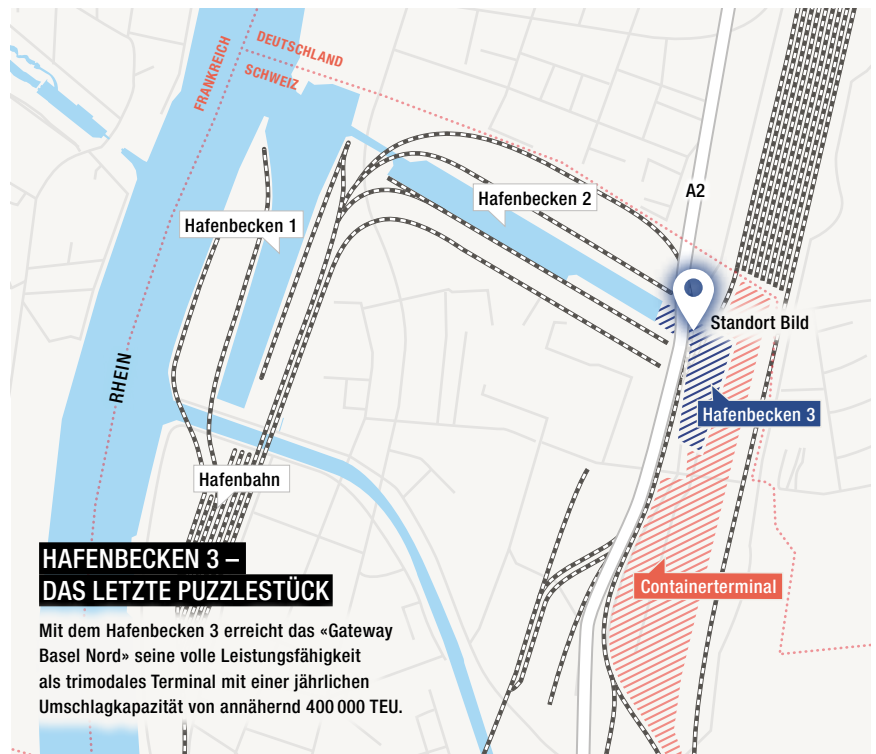 FRANKREICH
DEUTSCHLAND
SCHWEIZ
A2
Hafenbecken 2
Hafenbecken 1
Standort Bild
RHEIN
Hafenbecken 3
Hafenbahn
HAFENBECKEN 3 –
DAS LETZTE PUZZLESTÜCK
Containerterminal
Mit dem Hafenbecken 3 erreicht das «Gateway
Basel Nord» seine volle Leistungsfähigkeit
als trimodales Terminal mit einer jährlichen
Umschlagkapazität von annähernd 400 000 TEU.